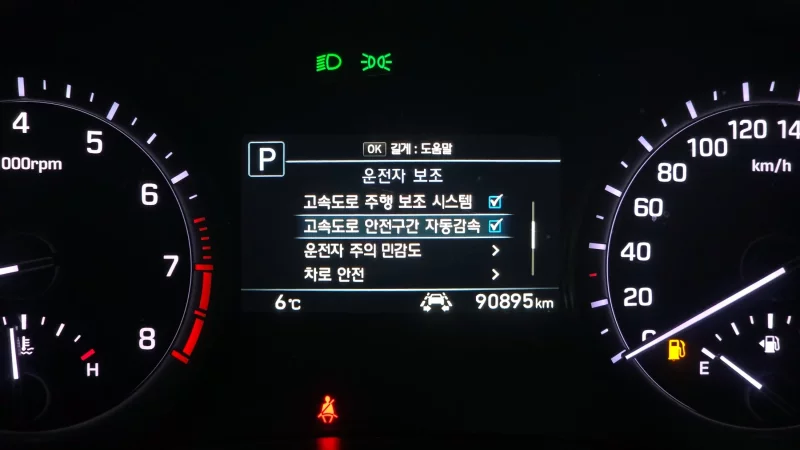 OK 길게 : 도움말
P
운전자 보조
고속도로 주행 보조 시스템
고속도로 안전구간 자동감속
운전자 주의 민감도
차로 안전
6℃ 90895km
4
5
6
7
8
000rpm
H
0
20
40
60
80
100
120
14
km/h
E